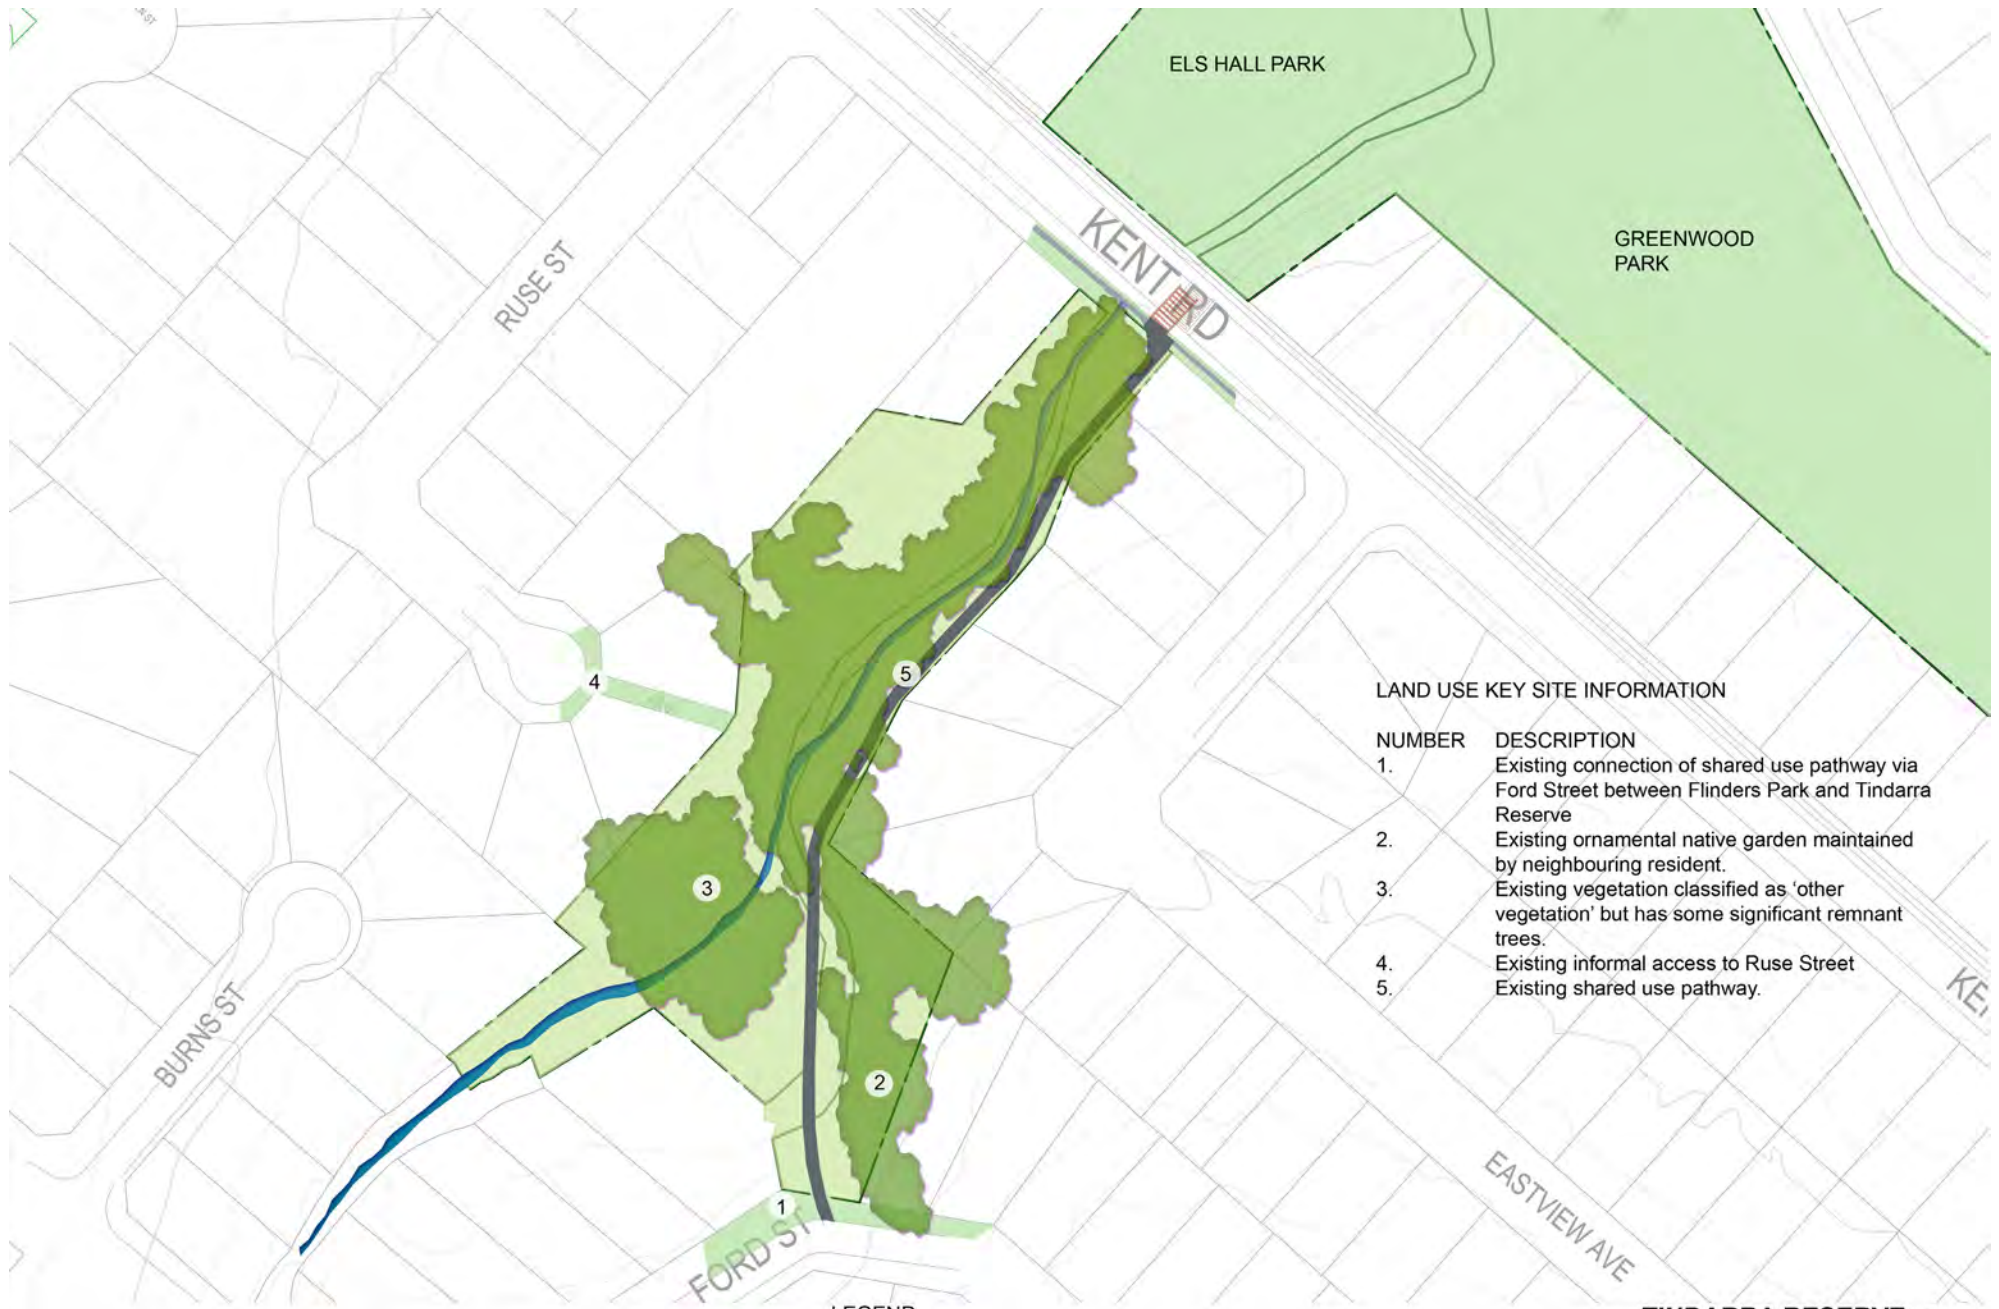 ELS HALL PARK
GREENWOOD
PARK
KENT RD
RUSE ST
5
4
3
2
1
BURNS ST
FORD ST
EASTVIEW AVE
LAND USE KEY SITE INFORMATION
NUMBER DESCRIPTION
1. Existing connection of shared use pathway via
Ford Street between Flinders Park and Tindarra
Reserve
2. Existing ornamental native garden maintained
by neighbouring resident.
3. Existing vegetation classified as 'other
vegetation' but has some significant remnant
trees.
4. Existing informal access to Ruse Street
5. Existing shared use pathway.
LEGEND
TINDARRA RESERVE